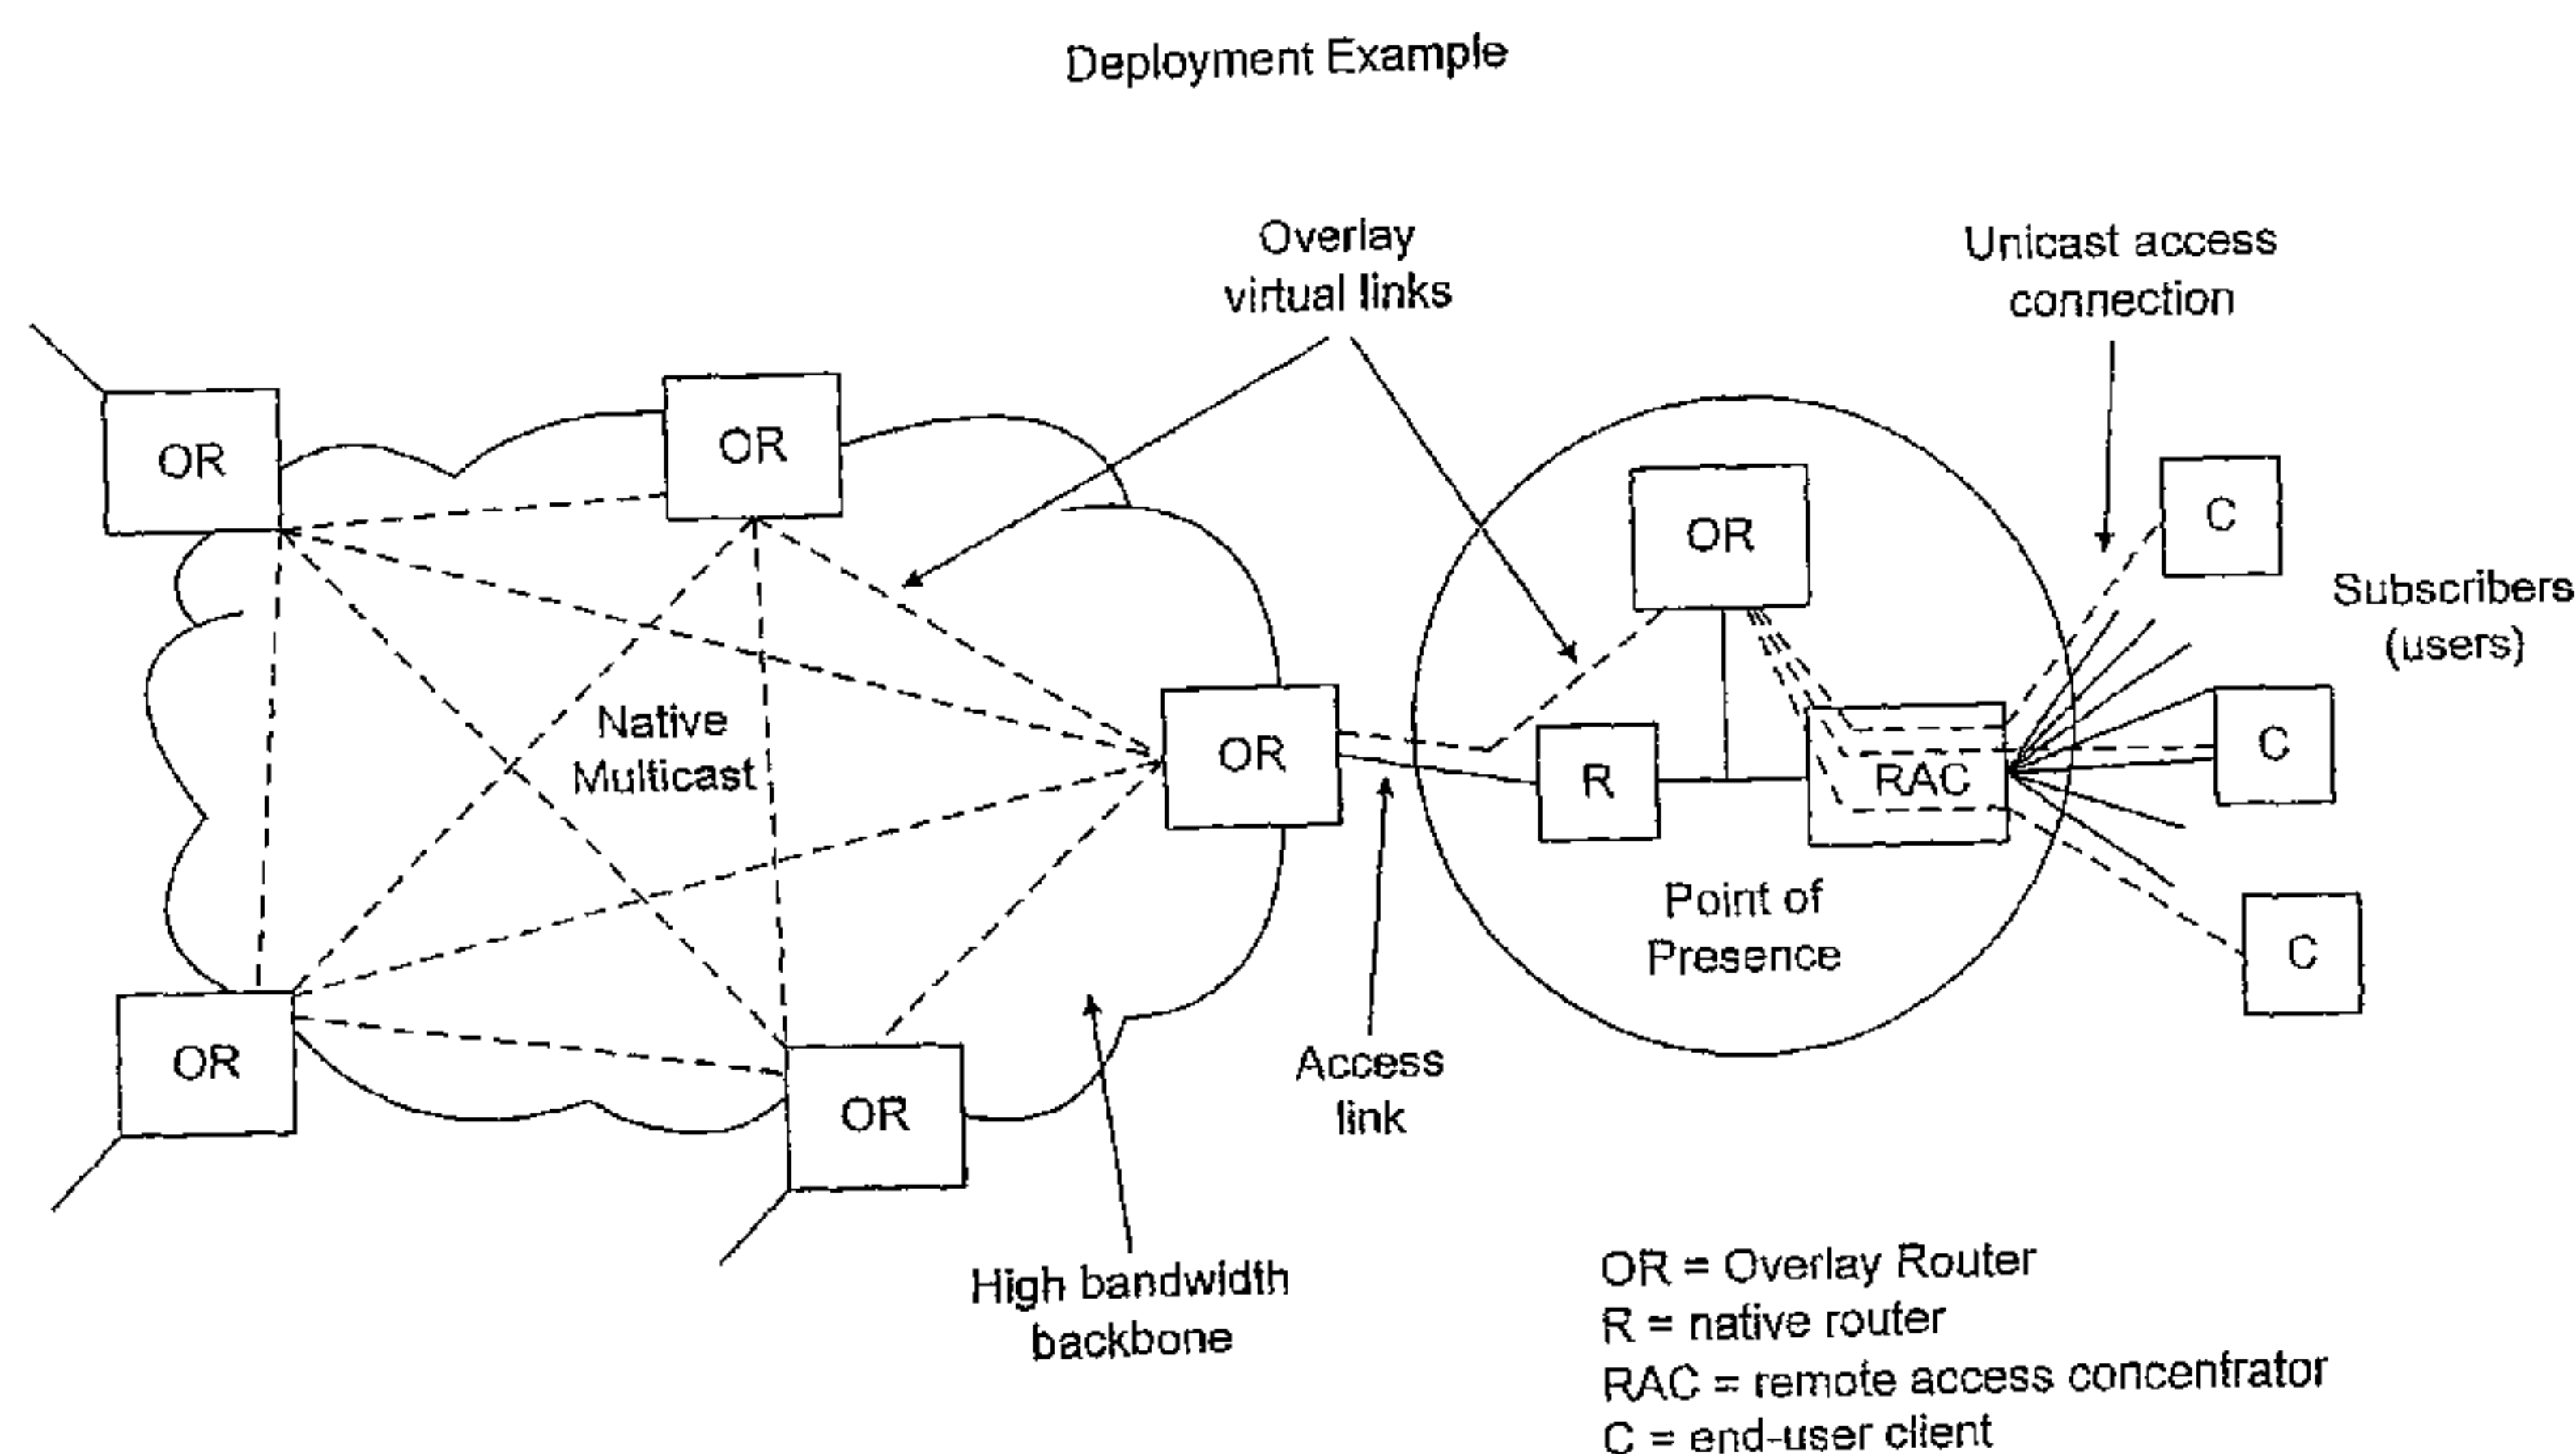 Deployment Example
Overlay
virtual links
Unicast access
connection
OR
OR
OR
C
Subscribers
(users)
Native
Multicast
OR
R
RAC
C
Point of
Presence
C
OR
OR
Access
link
High bandwidth
backbone
OR = Overlay Router
R = native router
RAC = remote access concentrator
C = end-user client